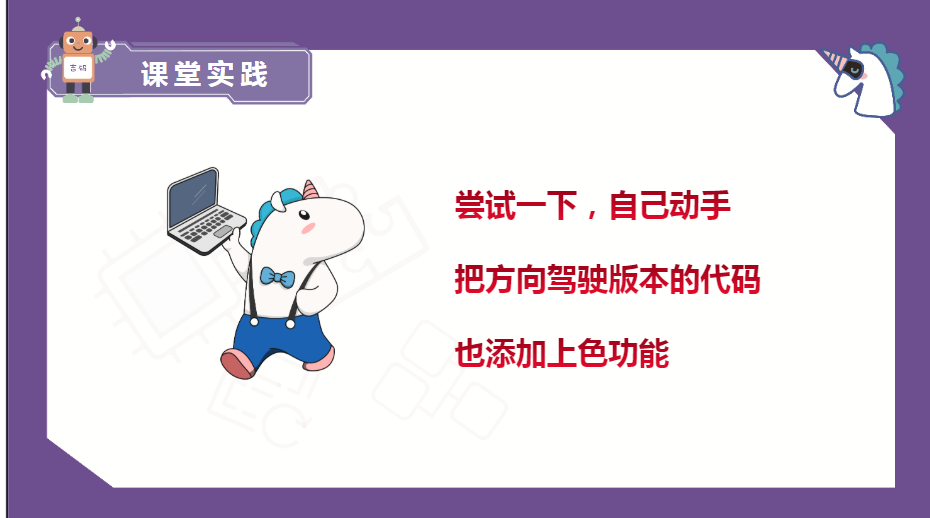 课堂实践
尝试一下，自己动手
把方向驾驶版本的代码
也添加上色功能